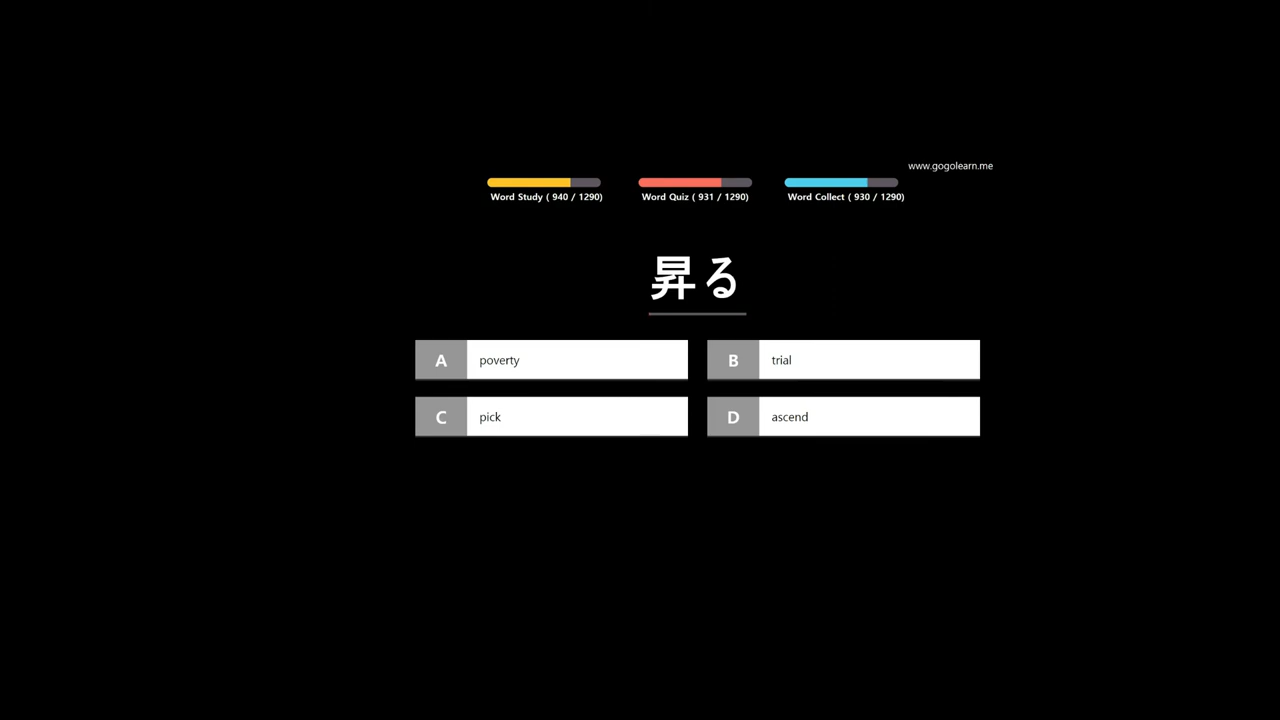 www.gogolearn.me
Word Study ( 940 / 1290)
Word Quiz ( 931 / 1290)
Word Collect ( 930 / 1290)
昇る
A poverty
B trial
C pick
D ascend